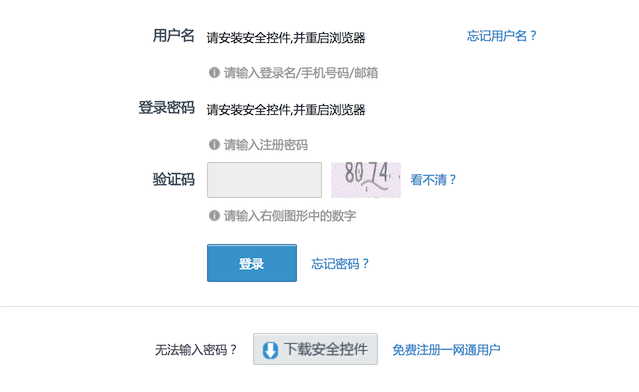 用户名 请安装安全控件,并重启浏览器 忘记用户名？
请输入登录名/手机号码/邮箱
登录密码 请安装安全控件,并重启浏览器
请输入注册密码
验证码 8074 看不清？
请输入右侧图形中的数字
登录 忘记密码？
无法输入密码？ 下载安全控件 免费注册一网通用户